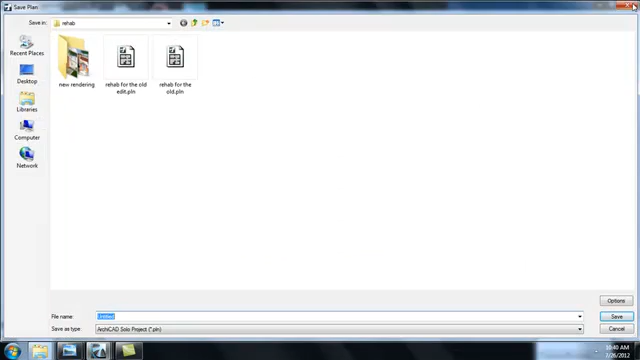 Save Plan
Save in:
rehab
Recent Places
Desktop
Libraries
Computer
Network
new rendering
rehab for the old
edit.pln
rehab for the
old.pln
Options
File name:
Untitled
Save
Save as type:
ArchiCAD Solo Project (*.pln)
Cancel
10:40 AM
3/26/2012